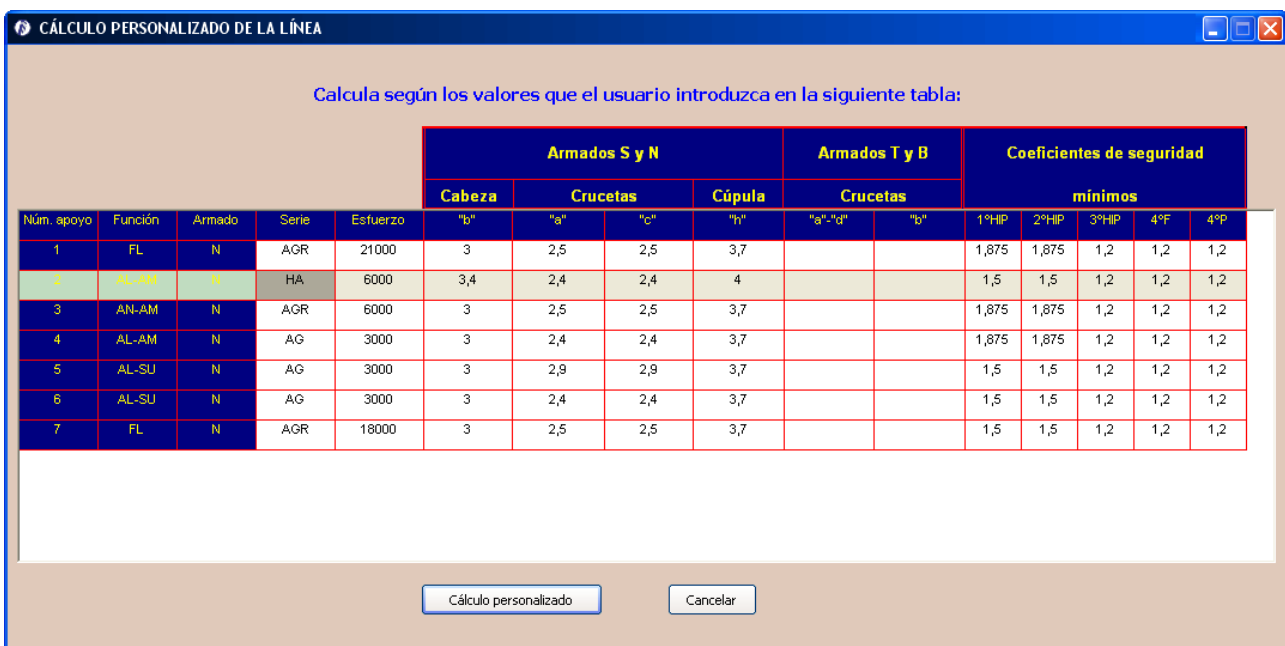 CÁLCULO PERSONALIZADO DE LA LÍNEA
Calcula según los valores que el usuario introduzca en la siguiente tabla:
Armados S y N Armados T y B Coeficientes de seguridad
Cabeza Crucetas Cúpula Crucetas mínimos
Núm. apoyo Función Armado Serie Esfuerzo "b" "a" "c" "h" "a"-"d" "b" 1ºHIP 2ºHIP 3ºHIP 4ºF 4ºP
1 FL N AGR 21000 3 2,5 2,5 3,7 1,875 1,875 1,2 1,2 1,2
2 AL-AM N HA 6000 3,4 2,4 2,4 4 1,5 1,5 1,2 1,2 1,2
3 AN-AM N AGR 6000 3 2,5 2,5 3,7 1,875 1,875 1,2 1,2 1,2
4 AL-AM N AG 3000 3 2,4 2,4 3,7 1,875 1,875 1,2 1,2 1,2
5 AL-SU N AG 3000 3 2,9 2,9 3,7 1,5 1,5 1,2 1,2 1,2
6 AL-SU N AG 3000 3 2,4 2,4 3,7 1,5 1,5 1,2 1,2 1,2
7 FL N AGR 18000 3 2,5 2,5 3,7 1,5 1,5 1,2 1,2 1,2
Cálculo personalizado Cancelar